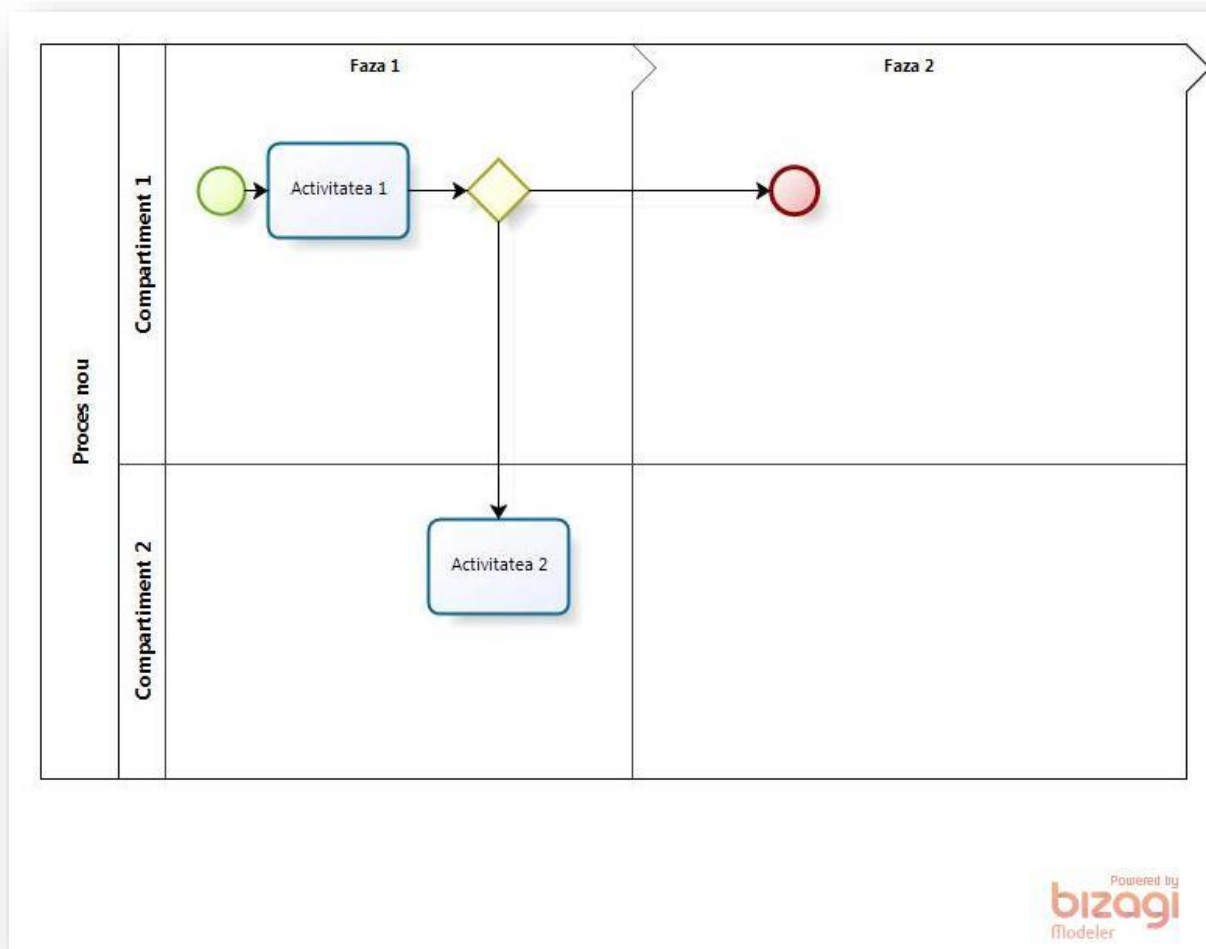 Faza 1
Faza 2
Proces nou
Compartiment 1
Activitatea 1
Compartiment 2
Activitatea 2
Powered by
bizagi
Modeler